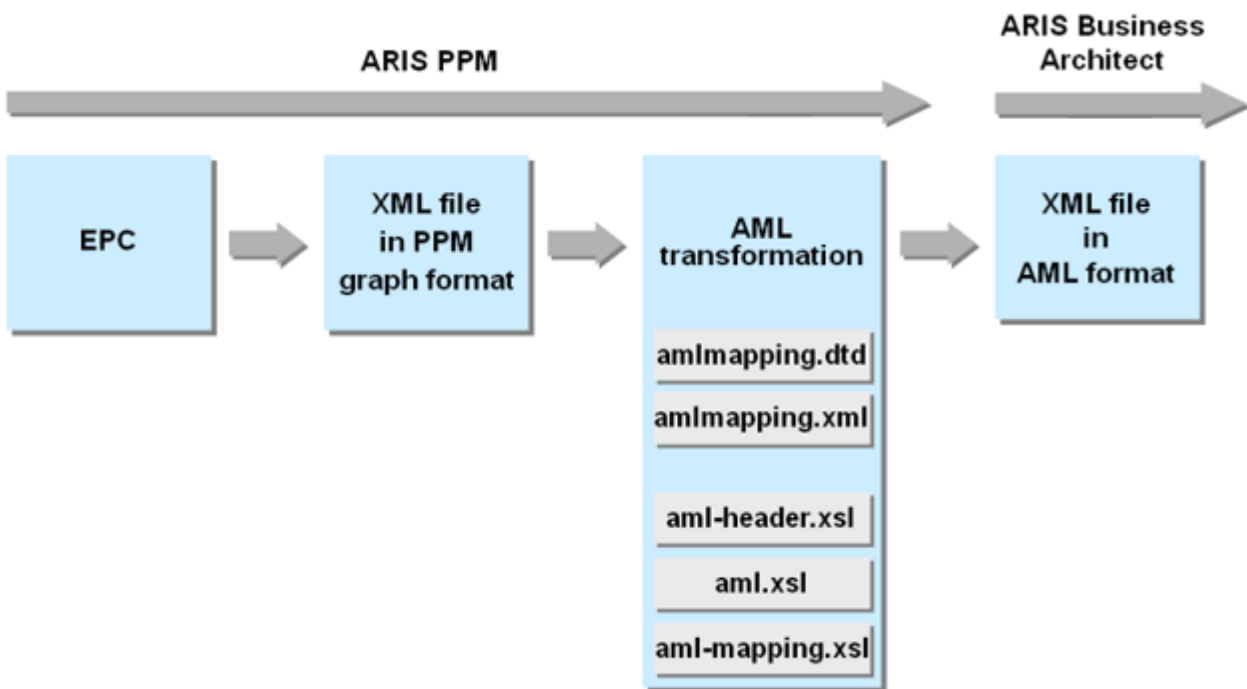 ARIS PPM
ARIS Business
Architect
EPC
XML file
in PPM
graph format
AML
transformation
amlmapping.dtd
amlmapping.xml
aml-header.xsl
aml.xsl
aml-mapping.xsl
XML file
in
AML format